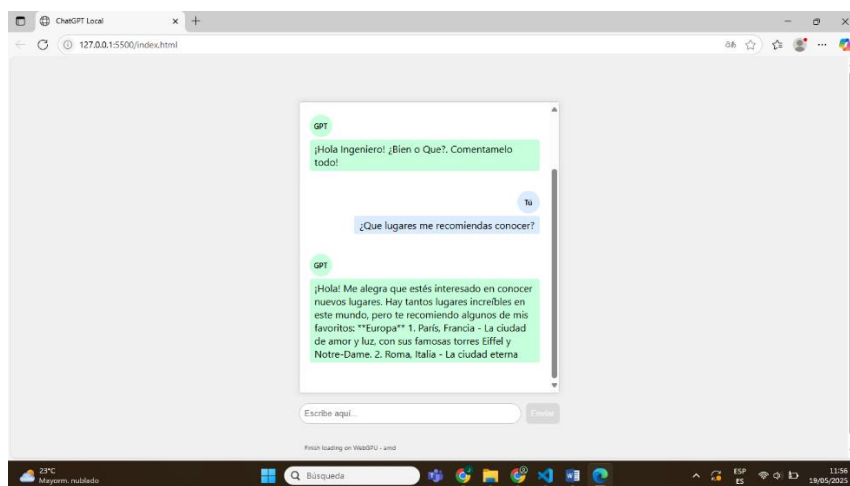 ChatGPT Local
127.0.0.1:5500/index.html
GPT
¡Hola Ingeniero! ¿Bien o Que?. Comentamelo
todo!
Tú
¿Que lugares me recomiendas conocer?
GPT
¡Hola! Me alegra que estés interesado en conocer
nuevos lugares. Hay tantos lugares increíbles en
este mundo, pero te recomiendo algunos de mis
favoritos: **Europa** 1. París, Francia - La ciudad
de amor y luz, con sus famosas torres Eiffel y
Notre-Dame. 2. Roma, Italia - La ciudad eterna
Escribe aquí...
Enviar
Finish loading on WebGPU - amd
23°C
Mayorm. nublado
Búsqueda
ESP
ES
11:56
19/05/2025